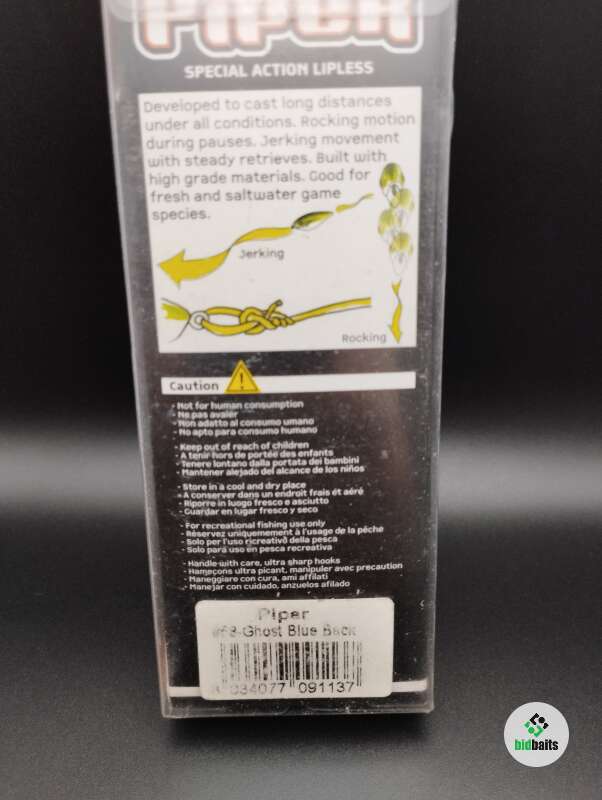 PIPER
SPECIAL ACTION LIPLESS
Developed to cast long distances
under all conditions. Rocking motion
during pauses. Jerking movement
with steady retrieves. Built with
high grade materials. Good for
fresh and saltwater game
species.
Jerking
Rocking
Caution
- Not for human consumption
- Ne pas avaler
- Non adatto al consumo umano
- No apto para consumo humano
- Keep out of reach of children
- A tenir hors de portée des enfants
- Tenere lontano dalla portata dei bambini
- Mantener alejado del alcance de los niños
- Store in a cool and dry place
- A conserver dans un endroit frais ét aéré
- Riporre in luogo fresco e asciutto
- Guardar en lugar fresco y seco
- For recreational fishing use only
- Réservez uniquement à l'usage de la pêche
- Solo per l'uso ricreativo della pesca
- Solo para uso en pesca recreativa
- Handle with care, ultra sharp hooks
- Hameçons ultra picant, manipuler avec precaution
- Maneggiare con cura, ami affilati
- Manejar con cuidado, anzuelos afilado
Piper
#68-Ghost Blue Back
034077 091137
bidbaits